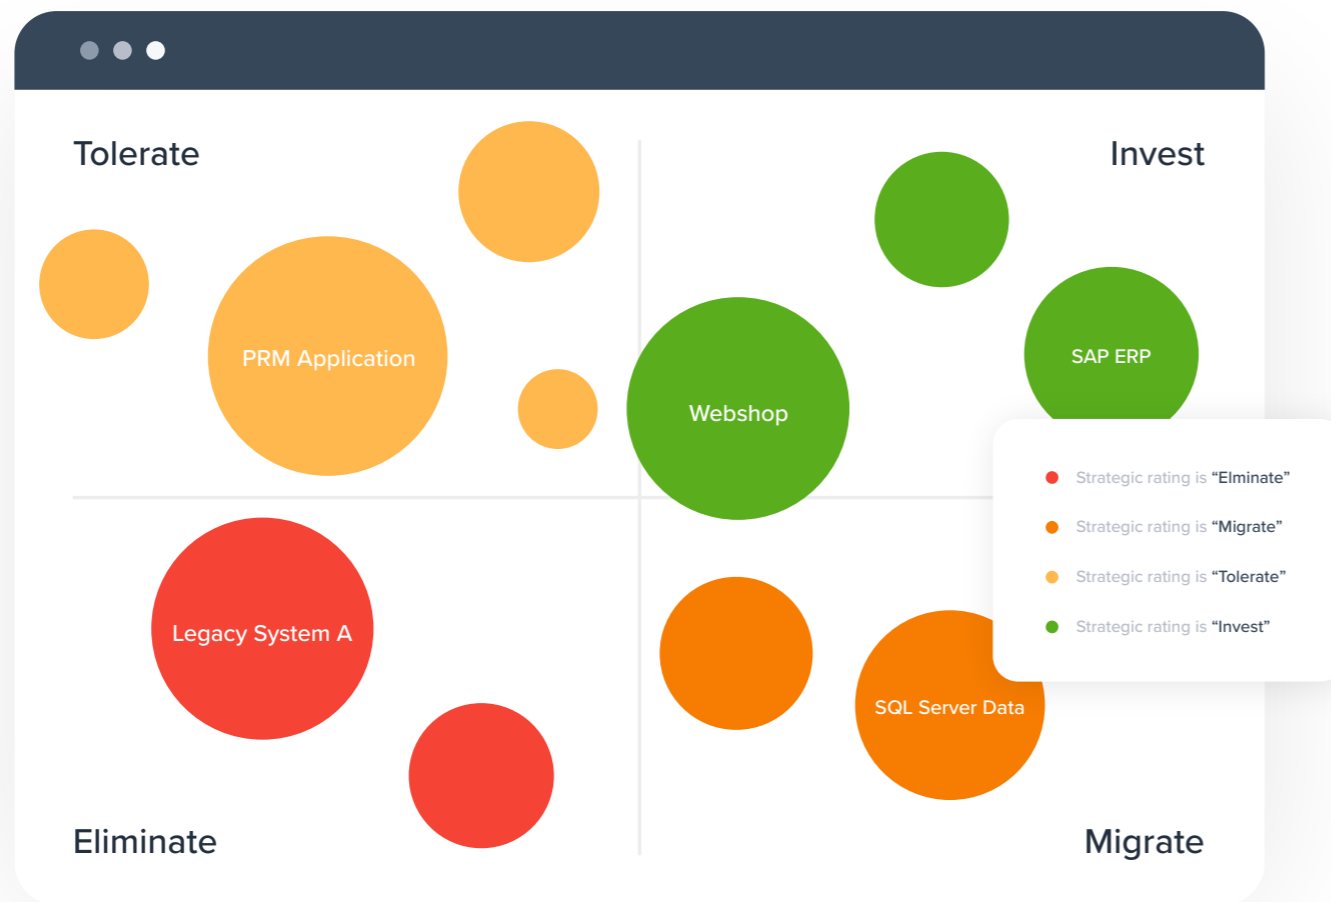 Tolerate
Invest
PRM Application
SAP ERP
Webshop
Strategic rating is “Elminate”
Strategic rating is “Migrate”
Strategic rating is “Tolerate”
Strategic rating is “Invest”
Legacy System A
SQL Server Data
Eliminate
Migrate